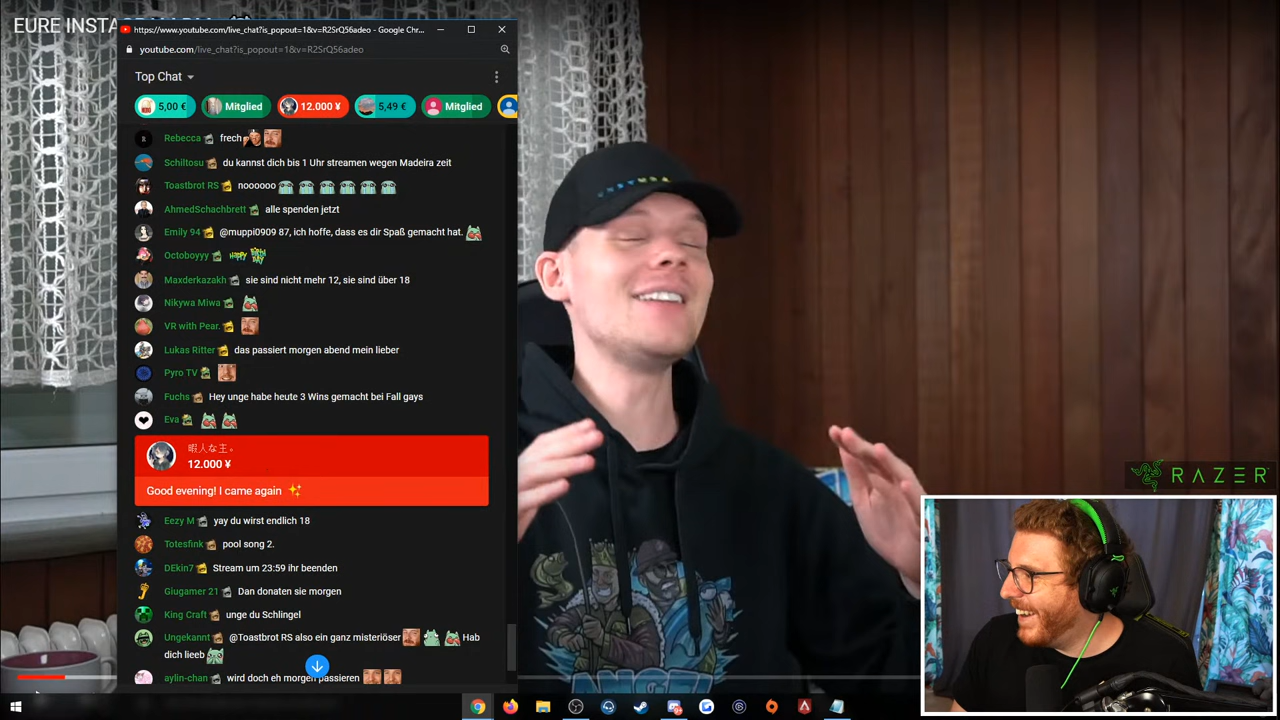 EURE INSTA
https://www.youtube.com/live_chat?is_popout=1&v=R2SrQ56adeo - Google Chr...
youtube.com/live_chat?is_popout=1&v=R2SrQ56adeo
Top Chat
5,00 € Mitglied 12.000 ¥ 5,49 € Mitglied
Rebecca frech
Schiltosu du kannst dich bis 1 Uhr streamen wegen Madeira zeit
Toastbrot RS noooooo
AhmedSchachbrett alle spenden jetzt
Emily 94 @muppi0909 87, ich hoffe, dass es dir Spaß gemacht hat.
Octoboyyy HAPPY BIRTHDAY
Maxderkazakh sie sind nicht mehr 12, sie sind über 18
Nikywa Miwa
VR with Pear.
Lukas Ritter das passiert morgen abend mein lieber
Pyro TV
Fuchs Hey unge habe heute 3 Wins gemacht bei Fall gays
Eva
暇人な主。
12.000 ¥
Good evening! I came again
Eezy M yay du wirst endlich 18
Totesfink pool song 2.
DEkin7 Stream um 23:59 ihr beenden
Giugamer 21 Dan donaten sie morgen
King Craft unge du Schlingel
Ungekannt @Toastbrot RS also ein ganz misteriöser Hab
dich lieeb
aylin-chan wird doch eh morgen passieren
RAZER